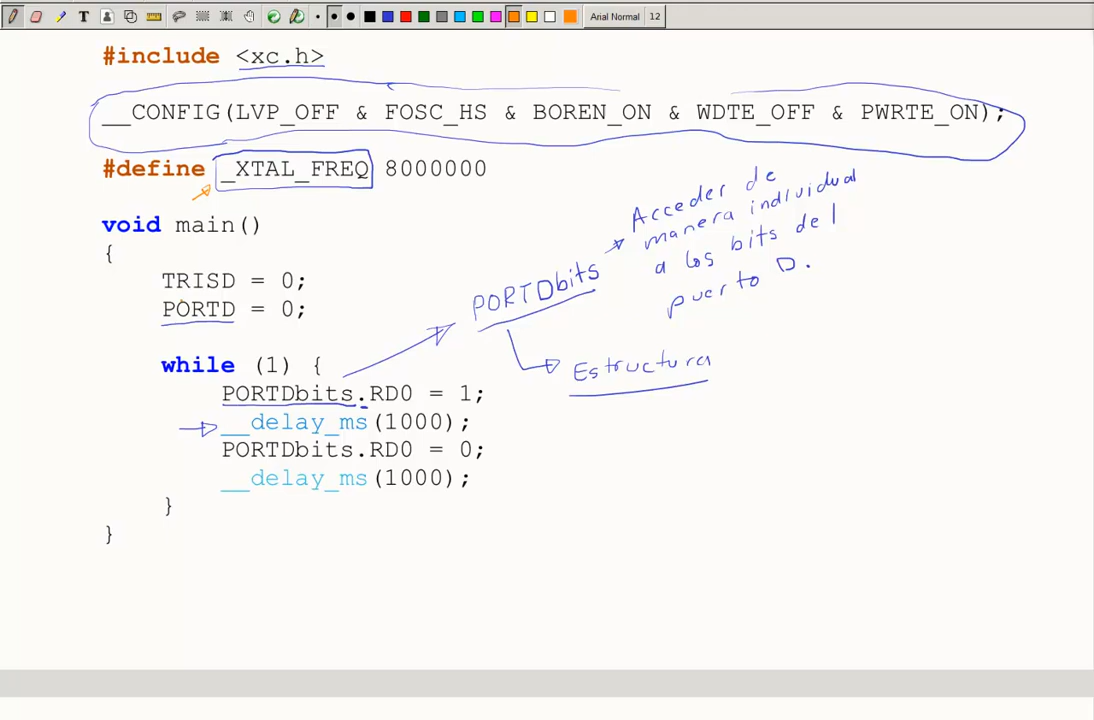 T
Arial Normal 12
#include <xc.h>
__CONFIG(LVP_OFF & FOSC_HS & BOREN_ON & WDTE_OFF & PWRTE_ON);
#define _XTAL_FREQ 8000000
void main()
{
TRISD = 0;
PORTD = 0;
while (1) {
PORTDbits.RD0 = 1;
__delay_ms(1000);
PORTDbits.RD0 = 0;
__delay_ms(1000);
}
}
PORTDbits
Acceder de
manera individual
a los bits del
puerto D.
Estructura